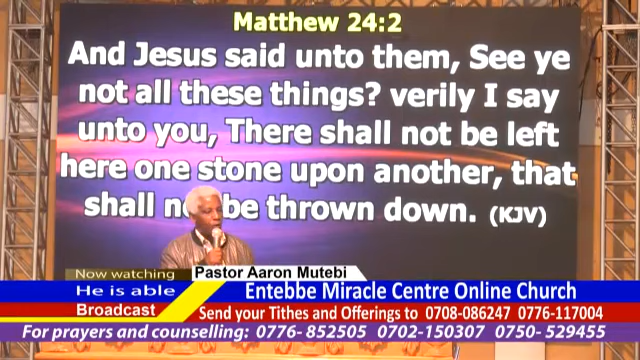 Matthew 24:2
And Jesus said unto them, See ye
not all these things? verily I say
unto you, There shall not be left
here one stone upon another, that
shall not be thrown down. (KJV)
Now watching
Pastor Aaron Mutebi
He is able
Entebbe Miracle Centre Online Church
Broadcast
Send your Tithes and Offerings to 0708-086247 0776-117004
For prayers and counselling: 0776- 852505 0702-150307 0750- 529455